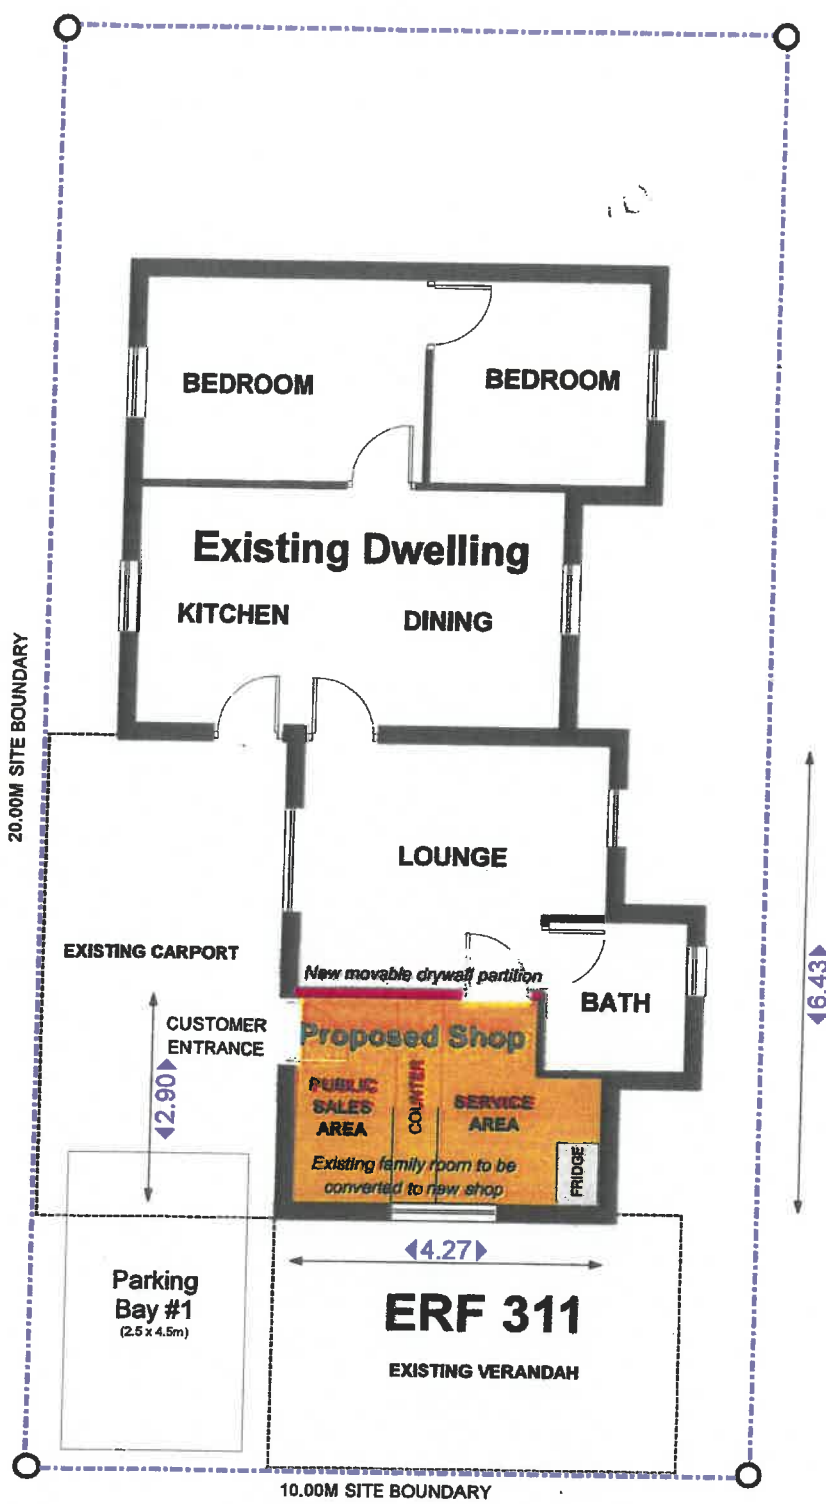 BEDROOM
BEDROOM
Existing Dwelling
KITCHEN
DINING
20.00M SITE BOUNDARY
LOUNGE
EXISTING CARPORT
New movable drywall partition
6.43
BATH
CUSTOMER
ENTRANCE
Proposed Shop
2.90
PUBLIC
SALES
AREA
COUNTER
SERVICE
AREA
Existing family room to be
converted to new shop
FRIDGE
4.27
Parking
Bay #1
(2.5 x 4.5m)
ERF 311
EXISTING VERANDAH
10.00M SITE BOUNDARY